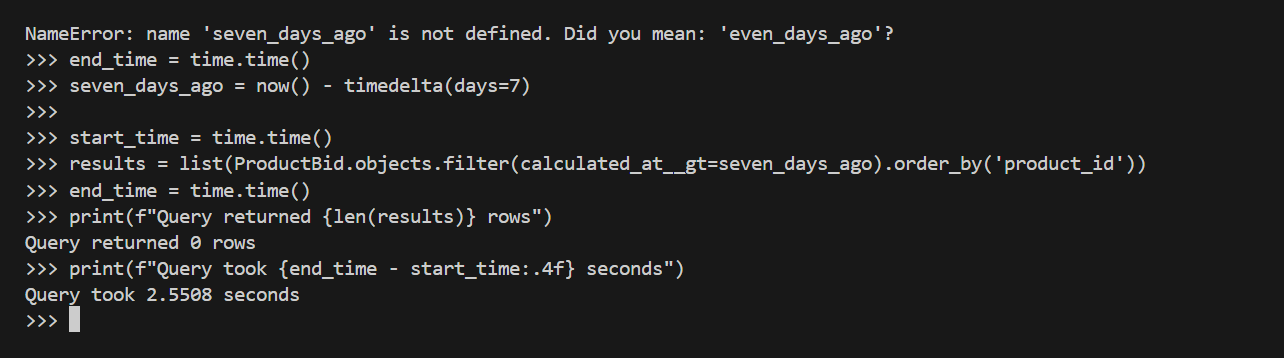 NameError: name 'seven_days_ago' is not defined. Did you mean: 'even_days_ago'?
>>> end_time = time.time()
>>> seven_days_ago = now() - timedelta(days=7)
>>>
>>> start_time = time.time()
>>> results = list(ProductBid.objects.filter(calculated_at__gt=seven_days_ago).order_by('product_id'))
>>> end_time = time.time()
>>> print(f"Query returned {len(results)} rows")
Query returned 0 rows
>>> print(f"Query took {end_time - start_time:.4f} seconds")
Query took 2.5508 seconds
>>>